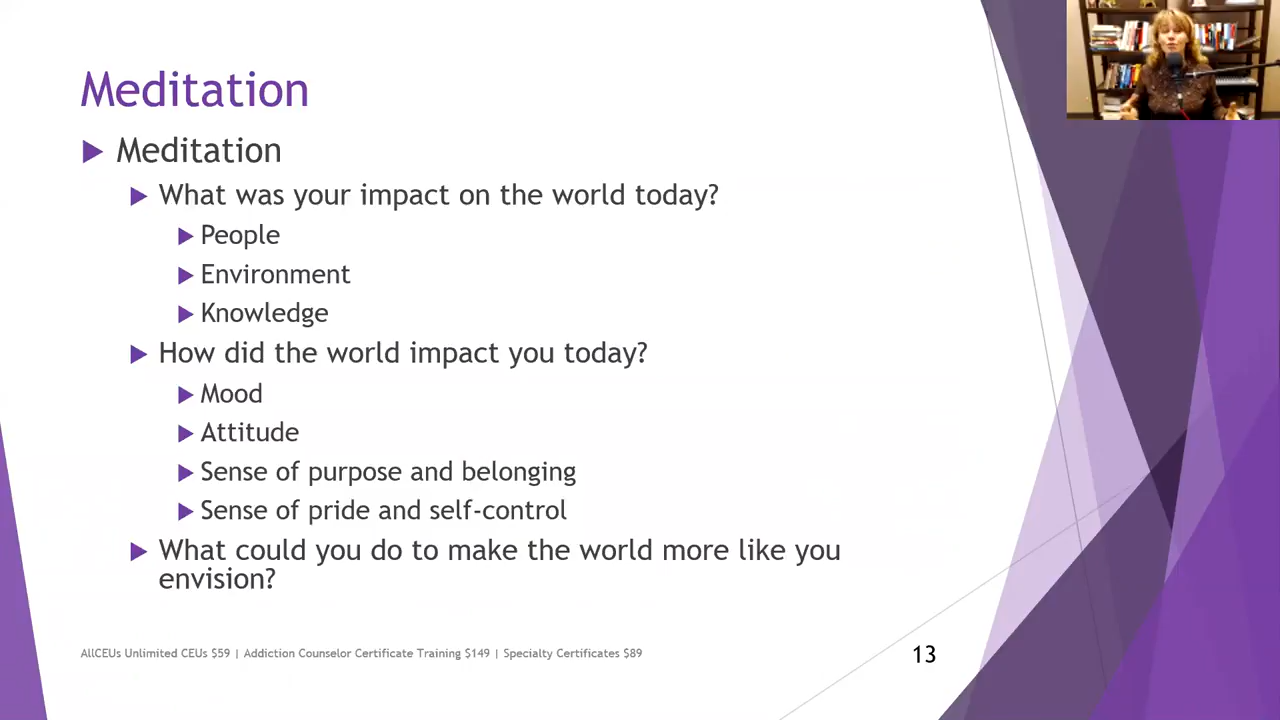 Meditation
Meditation
What was your impact on the world today?
People
Environment
Knowledge
How did the world impact you today?
Mood
Attitude
Sense of purpose and belonging
Sense of pride and self-control
What could you do to make the world more like you
envision?
AllCEUs Unlimited CEUs $59 | Addiction Counselor Certificate Training $149 | Specialty Certificates $89
13